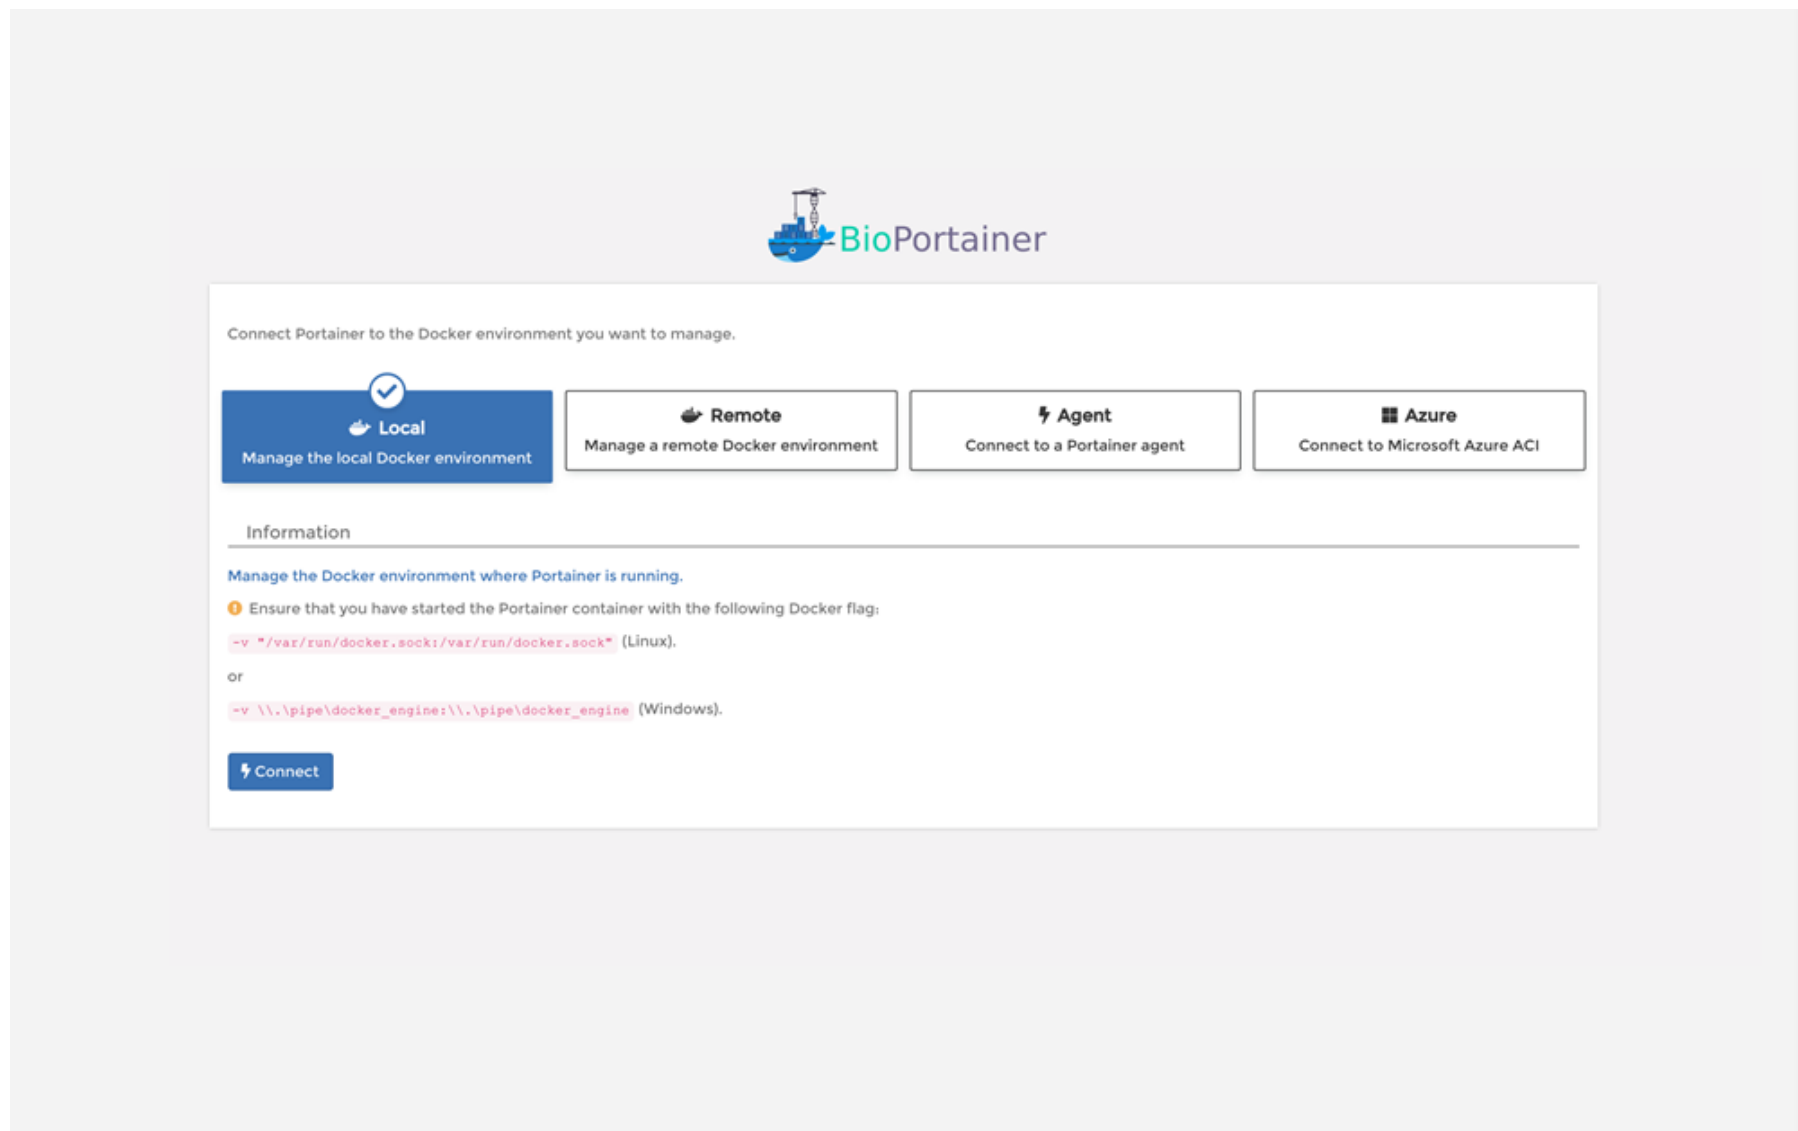 BioPortainer
Connect Portainer to the Docker environment you want to manage.
Local
Manage the local Docker environment
Remote
Manage a remote Docker environment
Agent
Connect to a Portainer agent
Azure
Connect to Microsoft Azure ACI
Information
Manage the Docker environment where Portainer is running.
Ensure that you have started the Portainer container with the following Docker flag:
-v "/var/run/docker.sock:/var/run/docker.sock" (Linux).
or
-v \\.\pipe\docker_engine:\\.\pipe\docker_engine (Windows).
Connect